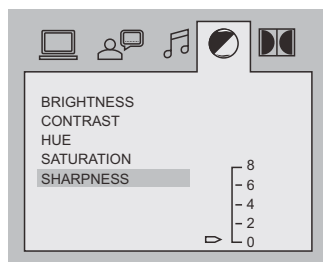 BRIGHTNESS
CONTRAST
HUE
SATURATION
SHARPNESS
8
6
4
2
0